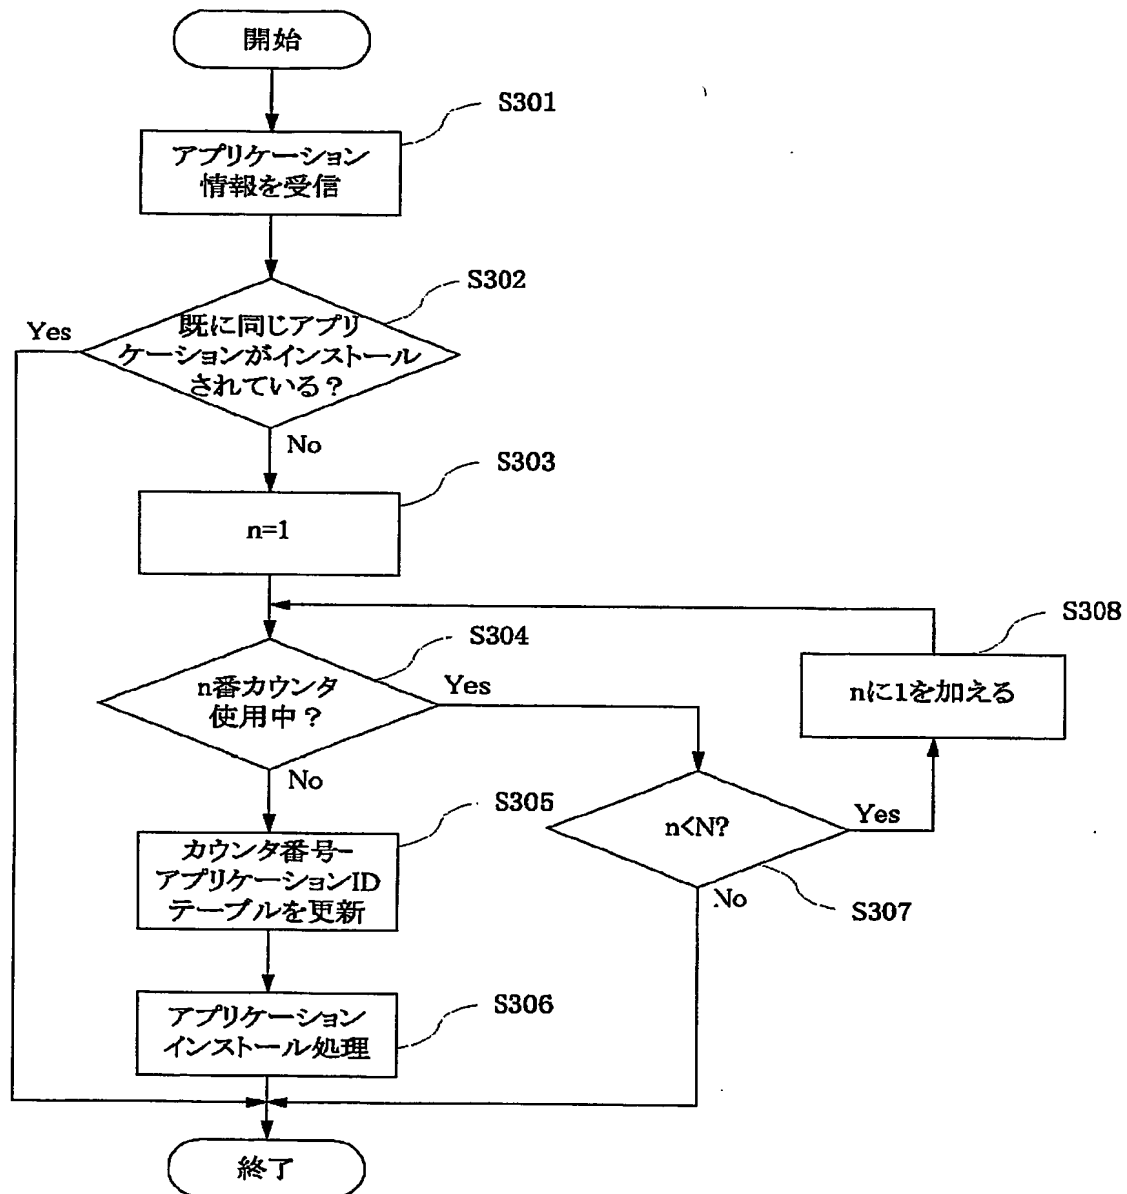 開始
S301
アプリケーション
情報を受信
S302
Yes
既に同じアプリ
ケーションがインストール
されている？
No
S303
n=1
S308
nに1を加える
S304
n番カウンタ
使用中？
Yes
No
n<N?
Yes
No
S307
S305
カウンタ番号-
アプリケーションID
テーブルを更新
S306
アプリケーション
インストール処理
終了